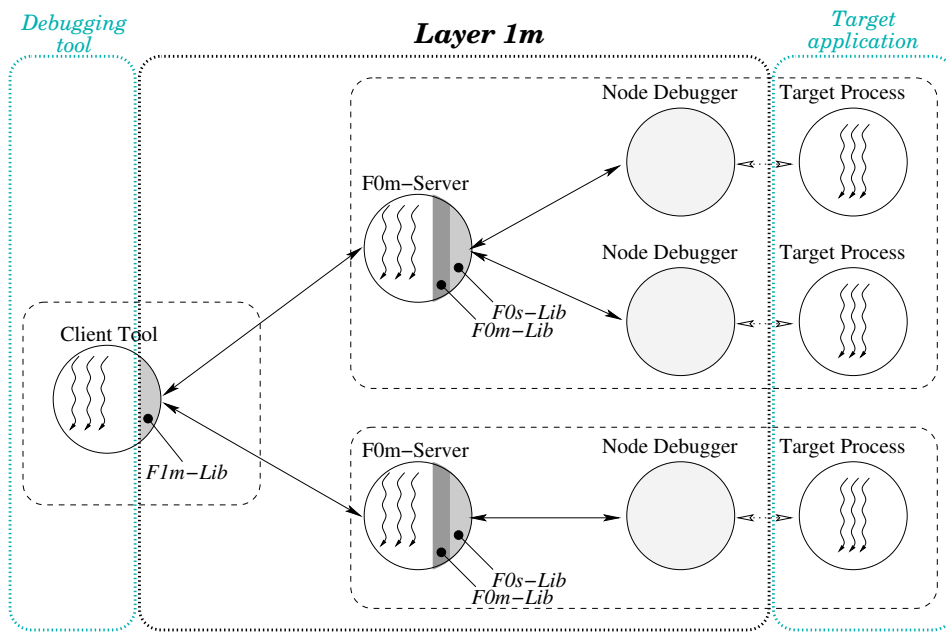 Debugging
tool
Layer 1m
Target
application
Node Debugger
Target Process
F0m−Server
Node Debugger
Target Process
F0s−Lib
F0m−Lib
Client Tool
F1m−Lib
F0m−Server
Node Debugger
Target Process
F0s−Lib
F0m−Lib